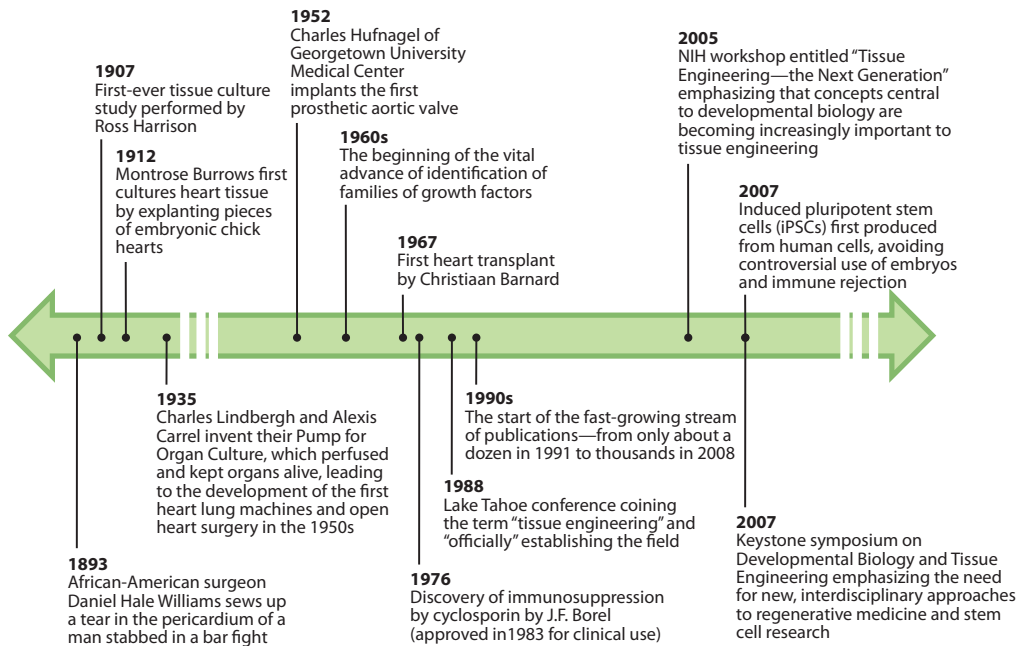 1952
Charles Hufnagel of
Georgetown University
Medical Center
implants the first
prosthetic aortic valve
2005
NIH workshop entitled “Tissue
Engineering—the Next Generation”
emphasizing that concepts central
to developmental biology are
becoming increasingly important to
tissue engineering
1907
First-ever tissue culture
study performed by
Ross Harrison
1960s
The beginning of the vital
advance of identification of
families of growth factors
1912
Montrose Burrows first
cultures heart tissue
by explanting pieces
of embryonic chick
hearts
2007
Induced pluripotent stem
cells (iPSCs) first produced
from human cells, avoiding
controversial use of embryos
and immune rejection
1967
First heart transplant
by Christiaan Barnard
1935
Charles Lindbergh and Alexis
Carrel invent their Pump for
Organ Culture, which perfused
and kept organs alive, leading
to the development of the first
heart lung machines and open
heart surgery in the 1950s
1990s
The start of the fast-growing stream
of publications—from only about a
dozen in 1991 to thousands in 2008
1988
Lake Tahoe conference coining
the term “tissue engineering” and
“officially” establishing the field
2007
Keystone symposium on
Developmental Biology and Tissue
Engineering emphasizing the need
for new, interdisciplinary approaches
to regenerative medicine and stem
cell research
1893
African-American surgeon
Daniel Hale Williams sews up
a tear in the pericardium of a
man stabbed in a bar fight
1976
Discovery of immunosuppression
by cyclosporin by J.F. Borel
(approved in1983 for clinical use)